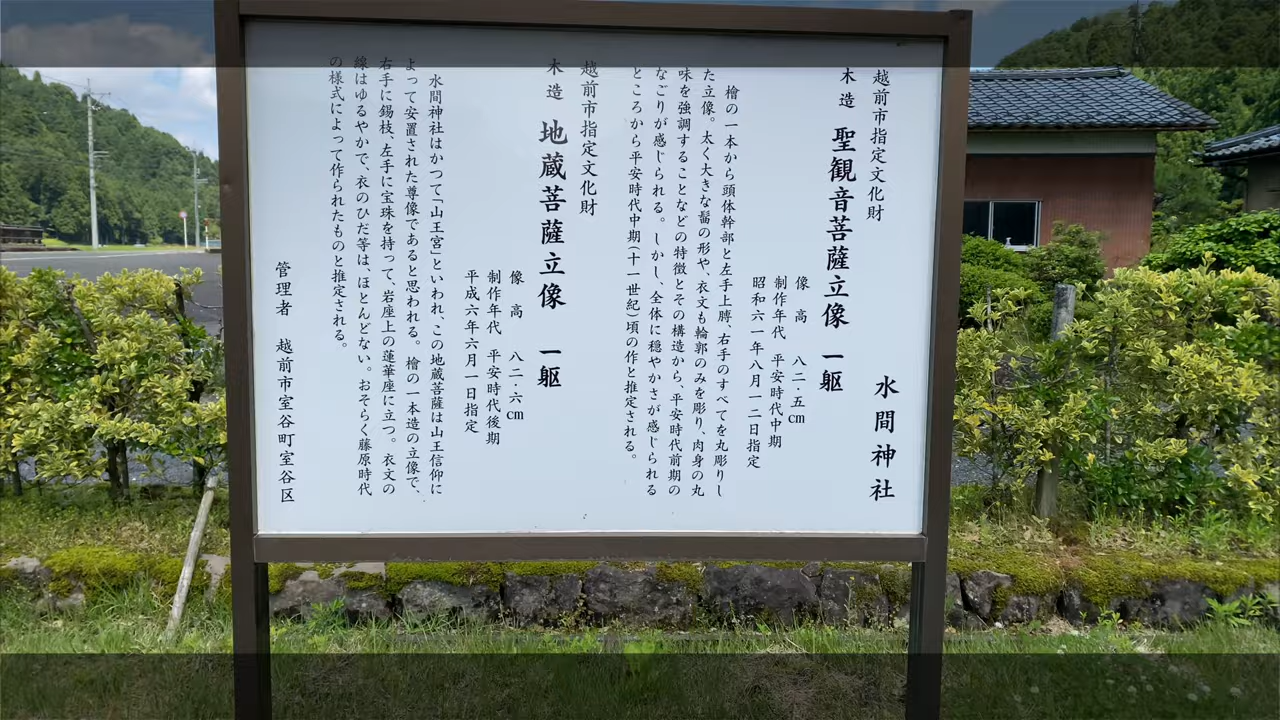 越前市指定文化財
水間神社
木造 聖観音菩薩立像 一躯
像高 八二・五cm
制作年代 平安時代中期
昭和六一年八月一二日指定
檜の一本から頭体幹部と左手上膊、右手のすべてを丸彫りし
た立像。太く大きな髷の形や、衣文も輪郭のみを彫り、肉身の丸
味を強調することなどの特徴とその構造から、平安時代前期の
なごりが感じられる。しかし、全体に穏やかさが感じられる
ところから平安時代中期(十一世紀)頃の作と推定される。
越前市指定文化財
木造 地蔵菩薩立像 一躯
像高 八二・六cm
制作年代 平安時代後期
平成六年六月一日指定
水間神社はかつて「山王宮」といわれ、この地蔵菩薩は山王信仰に
よって安置された尊像であると思われる。檜の一本造の立像で、
右手に錫枝、左手に宝珠を持って、岩座上の蓮華座に立つ。衣文の
線はゆるやかで、衣のひだ等は、ほとんどない。おそらく藤原時代
の様式によって作られたものと推定される。
管理者 越前市室谷町室谷区